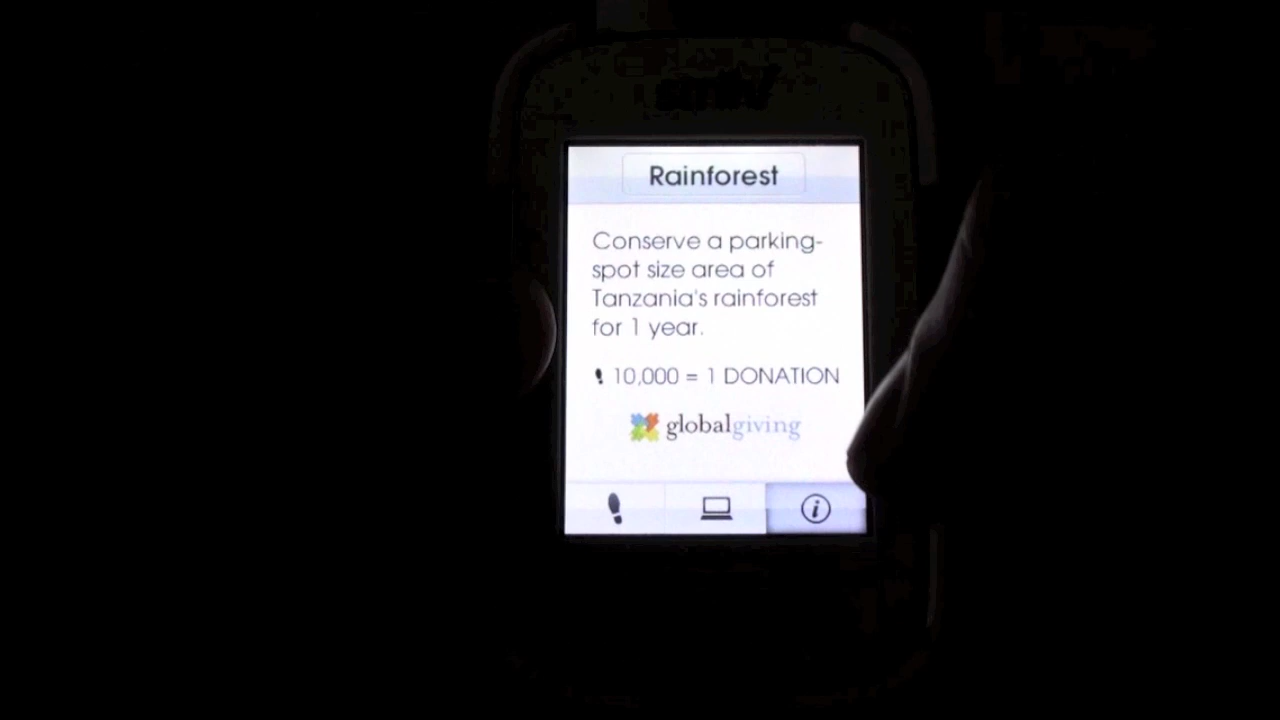 Rainforest
Conserve a parking-
spot size area of
Tanzania's rainforest
for 1 year.
10,000 = 1 DONATION
globalgiving